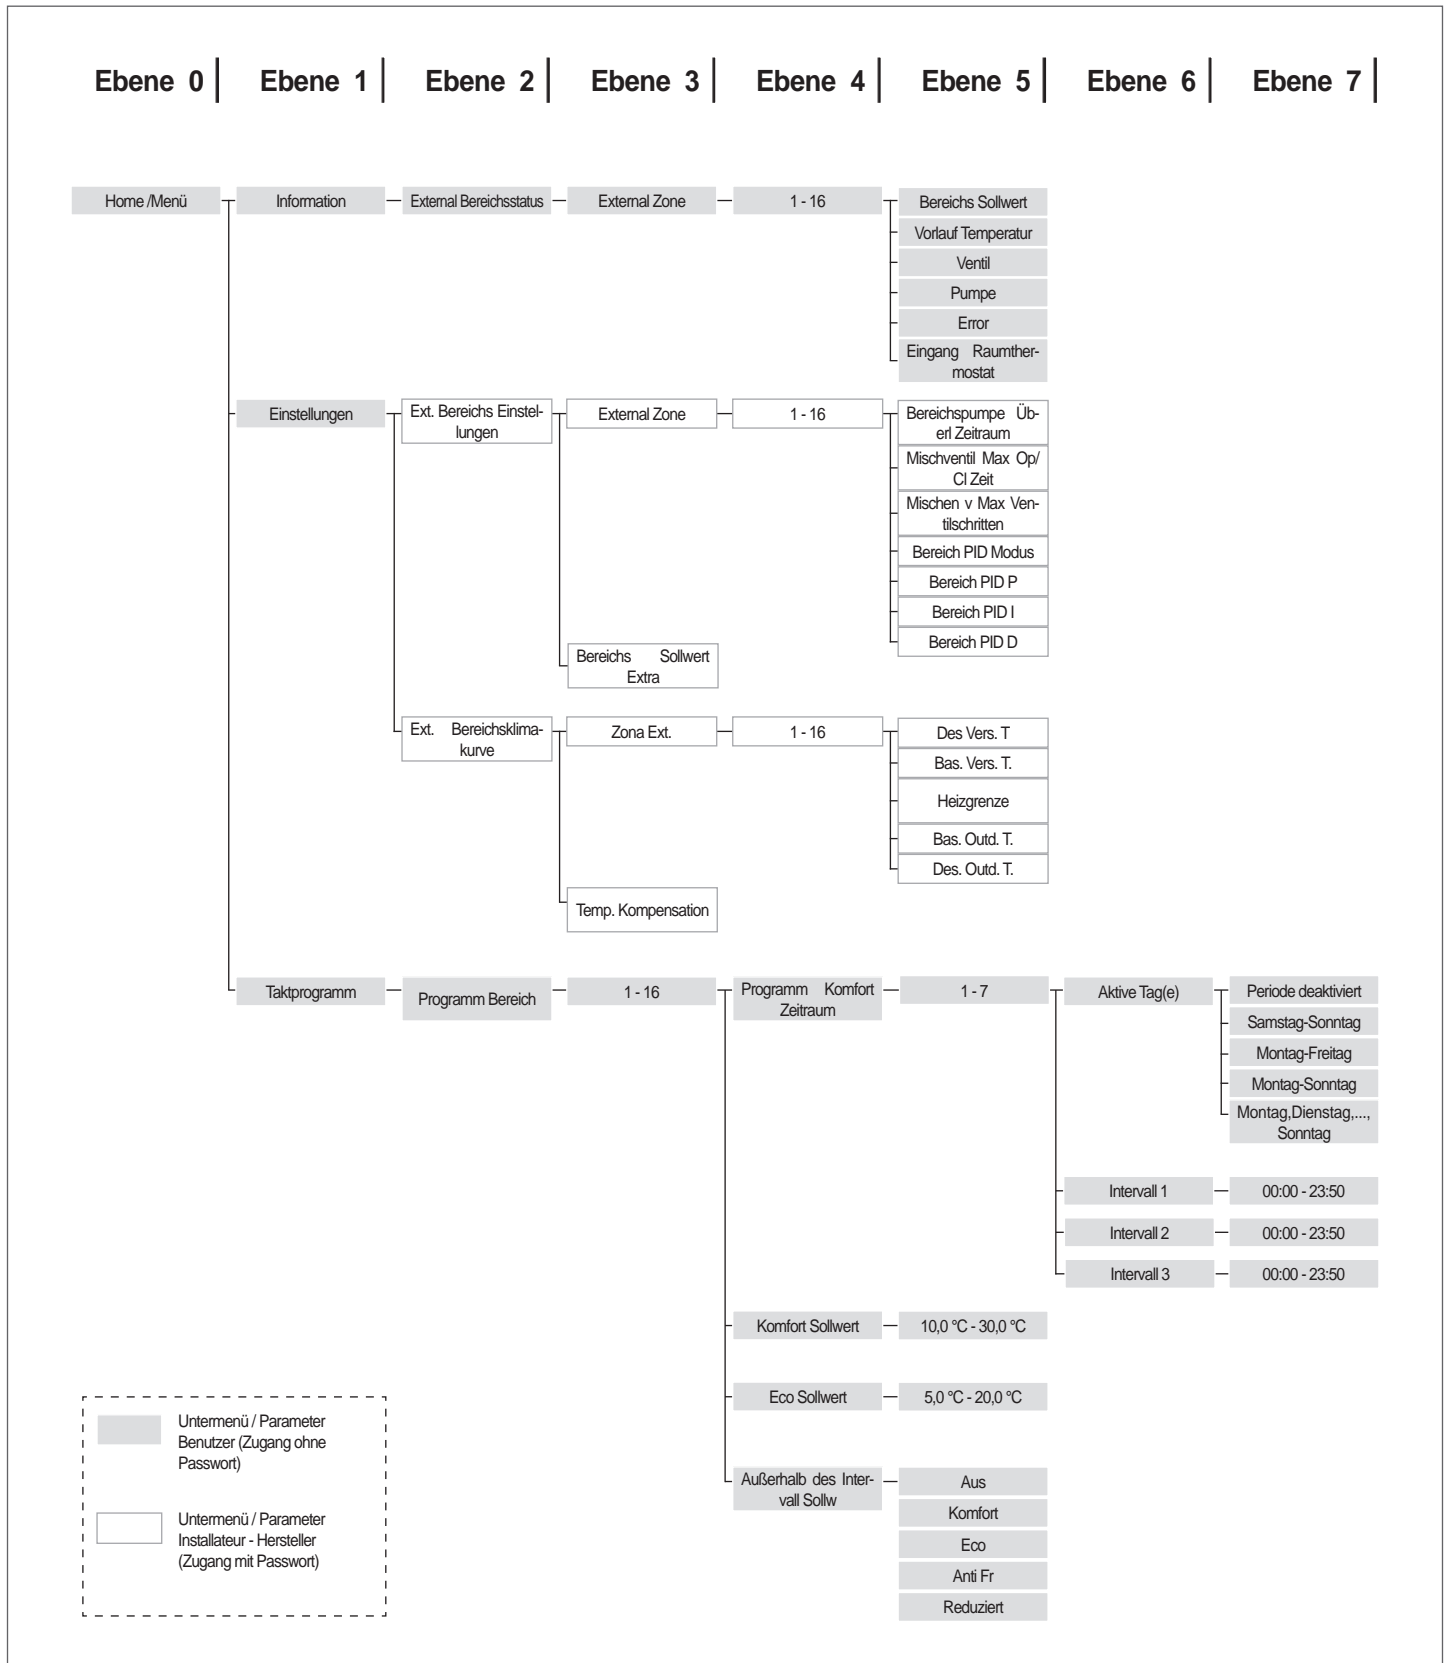 Ebene 0 Ebene 1 Ebene 2 Ebene 3 Ebene 4 Ebene 5 Ebene 6 Ebene 7
Home /Menü Information External Bereichsstatus External Zone 1 - 16 Bereichs Sollwert
Vorlauf Temperatur
Ventil
Pumpe
Error
Eingang Raumther-
mostat
Einstellungen
Ext. Bereichs Einstel-
lungen
External Zone
1 - 16
Bereichspumpe Üb-
erl Zeitraum
Mischventil Max Op/
Cl Zeit
Mischen v Max Ven-
tilschritten
Bereich PID Modus
Bereich PID P
Bereich PID I
Bereich PID D
Bereichs Sollwert
Extra
Ext. Bereichsklima-
kurve
Zona Ext.
1 - 16
Des Vers. T
Bas. Vers. T.
Heizgrenze
Bas. Outd. T.
Des. Outd. T.
Temp. Kompensation
Taktprogramm
Programm Bereich
1 - 16
Programm Komfort
Zeitraum
1 - 7
Aktive Tag(e)
Periode deaktiviert
Samstag-Sonntag
Montag-Freitag
Montag-Sonntag
Montag,Dienstag,...,
Sonntag
Intervall 1 00:00 - 23:50
Intervall 2 00:00 - 23:50
Intervall 3 00:00 - 23:50
Komfort Sollwert 10,0 °C - 30,0 °C
Eco Sollwert 5,0 °C - 20,0 °C
Außerhalb des Inter-
vall Sollw
Aus
Komfort
Eco
Anti Fr
Reduziert
Untermenü / Parameter
Benutzer (Zugang ohne
Passwort)
Untermenü / Parameter
Installateur - Hersteller
(Zugang mit Passwort)